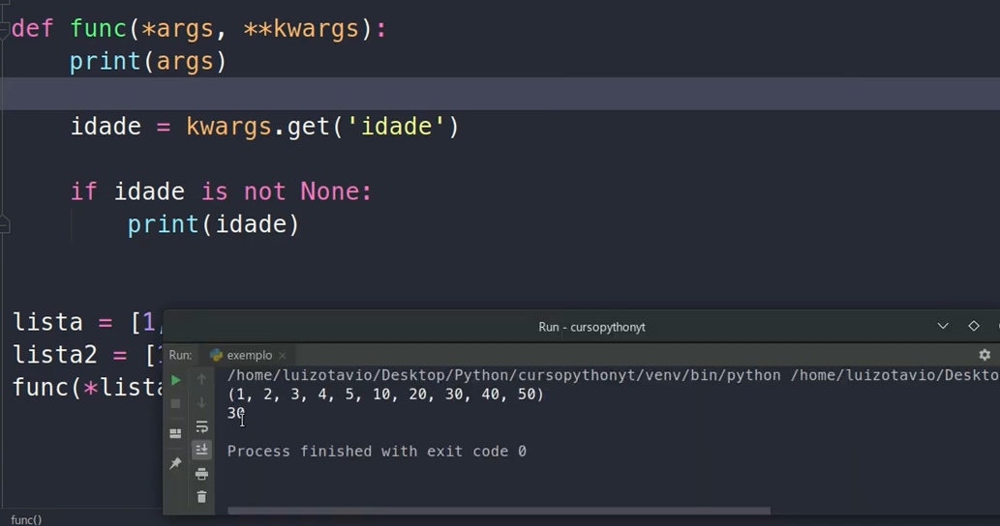 def func(*args, **kwargs):
    print(args)
    idade = kwargs.get('idade')
    if idade is not None:
        print(idade)
lista = [1,
lista2 = [
func(*lista
Run - cursopythonyt
Run: exemplo
/home/luizotavio/Desktop/Python/cursopythonyt/venv/bin/python /home/luizotavio/Deskto
(1, 2, 3, 4, 5, 10, 20, 30, 40, 50)
30
Process finished with exit code 0
func()